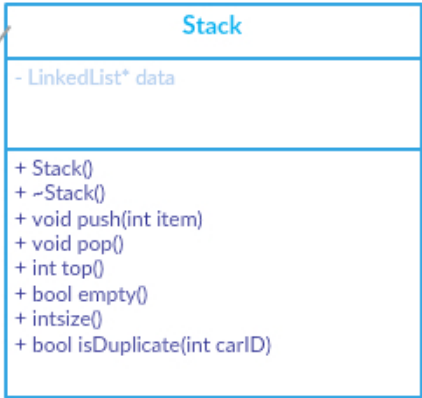 Stack
- LinkedList* data
+ Stack()
+ ~Stack()
+ void push(int item)
+ void pop()
+ int top()
+ bool empty()
+ intsize()
+ bool isDuplicate(int carID)